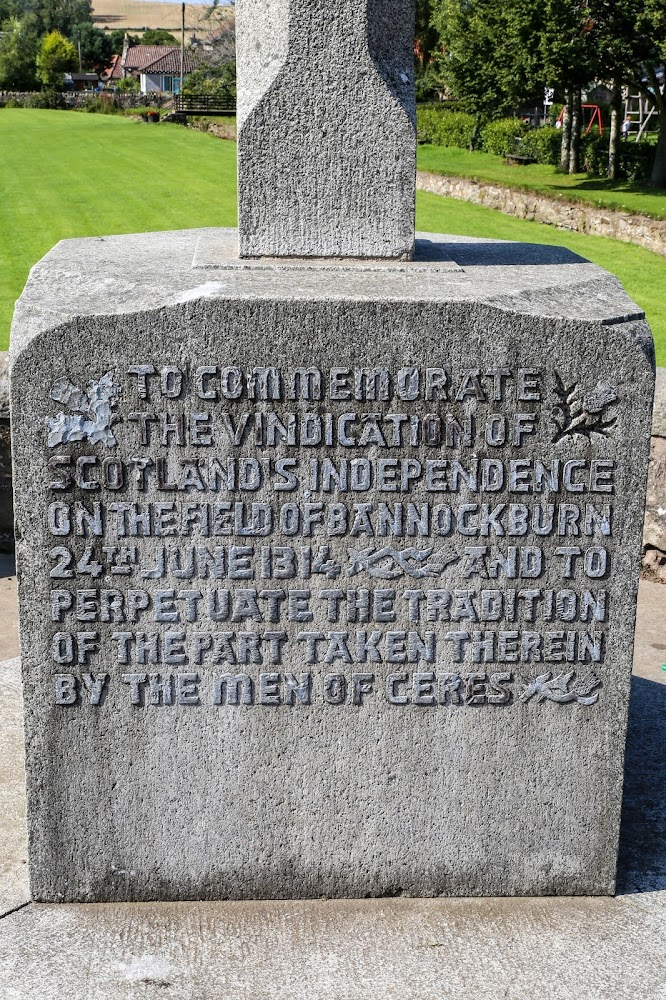 TO COMMEMORATE
THE VINDICATION OF
SCOTLAND'S INDEPENDENCE
ON THE FIELD OF BANNOCKBURN
24TH JUNE 1314 AND TO
PERPETUATE THE TRADITION
OF THE PART TAKEN THEREIN
BY THE MEN OF CERES